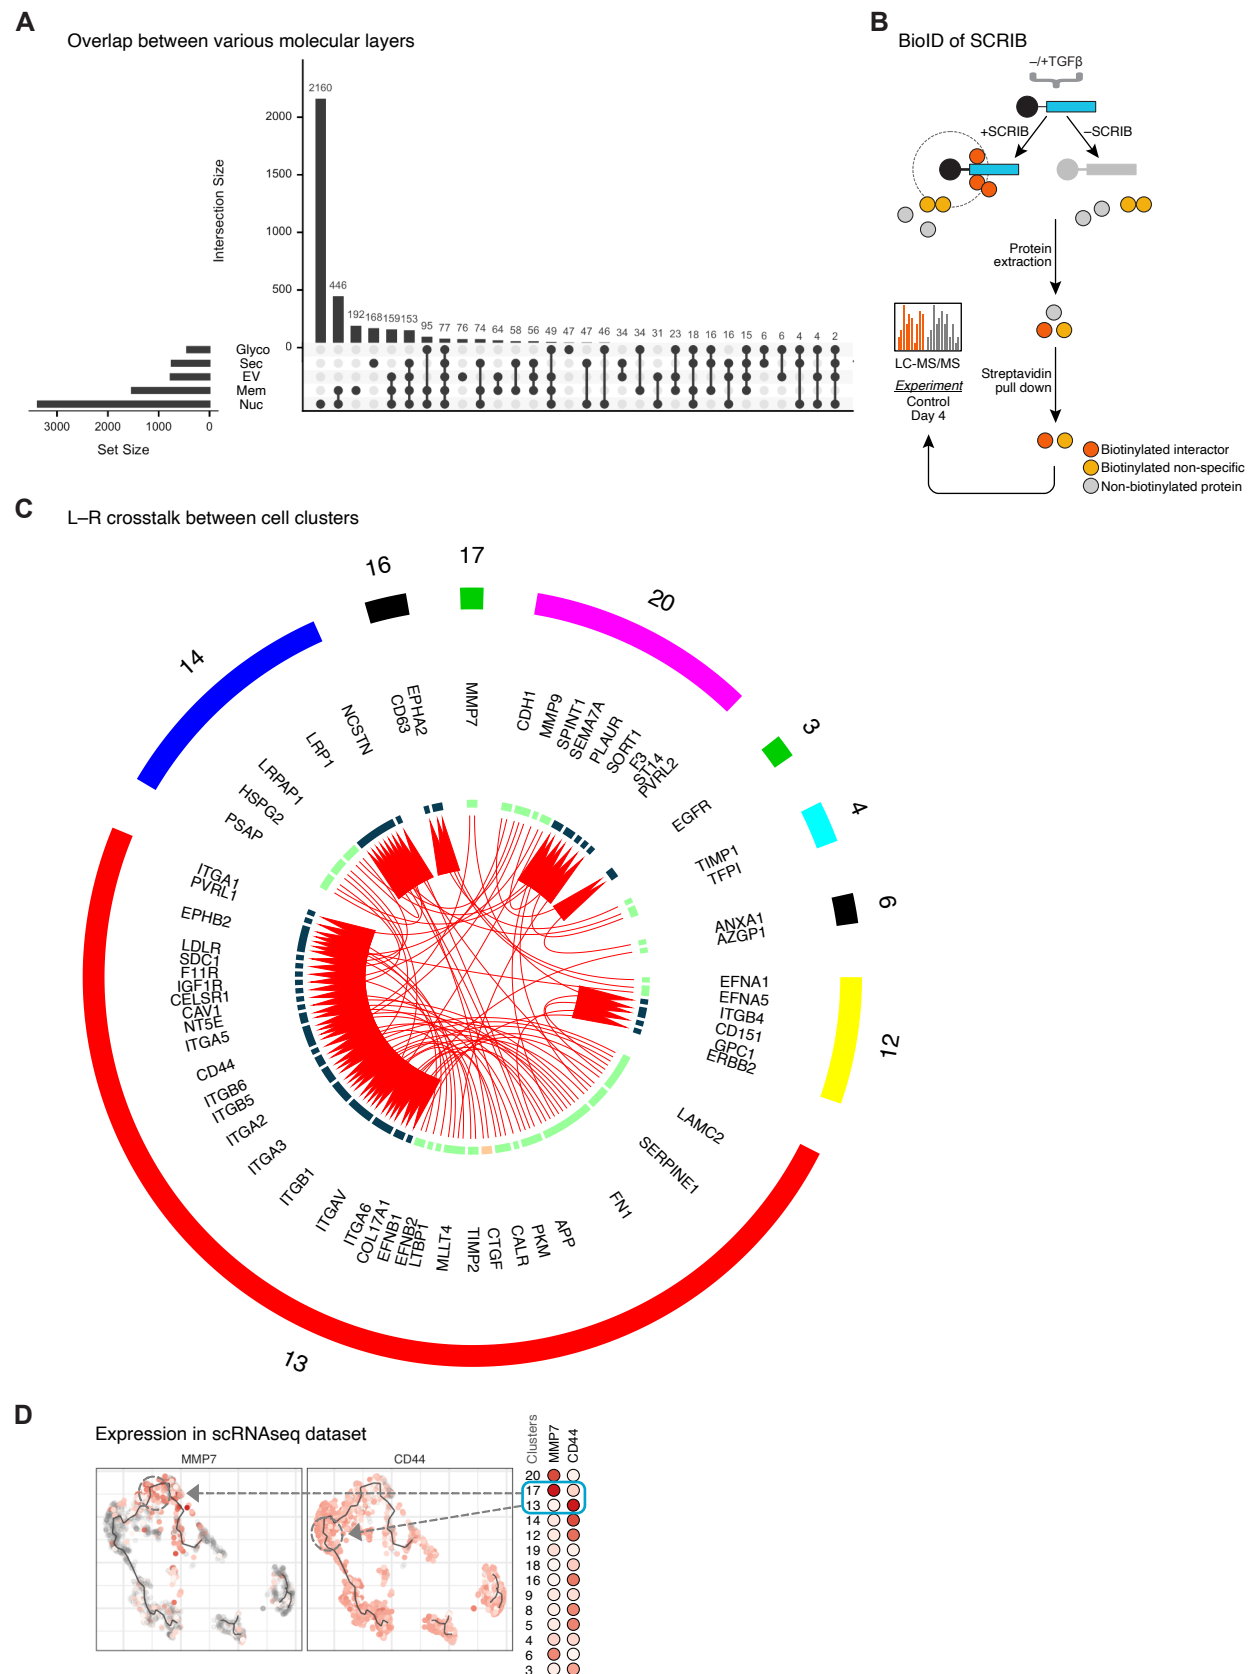 A
Overlap between various molecular layers
Intersection Size
2000
1500
1000
500
0
2160
446
192
168
159
153
95
77
76
74
64
58
56
49
47
47
46
34
34
31
23
18
16
15
6
6
4
4
2
Glyco
Sec
EV
Mem
Nuc
3000
2000
1000
0
Set Size
B
BioID of SCRIB
–/+TGFβ
+SCRIB
–SCRIB
Protein
extraction
LC-MS/MS
Experiment
Control
Day 4
Streptavidin
pull down
Biotinylated interactor
Biotinylated non-specific
Non-biotinylated protein
C
L–R crosstalk between cell clusters
14
16
17
20
3
4
9
12
13
PSAP
HSPG2
LRPAP1
LRP1
NCSTN
CD63
EPHA2
MMP7
CDH1
MMP9
SPINT1
SEMA7A
PLAUR
SORT1
F3
ST14
PVRL2
EGFR
TIMP1
TFPI
ANXA1
AZGP1
EFNA1
EFNA5
ITGB4
CD151
GPC1
ERBB2
LAMC2
SERPINE1
FN1
APP
PKM
CALR
CTGF
TIMP2
MLLT4
LTBP1
EFNB2
EFNB1
COL17A1
ITGA6
ITGAV
ITGB1
ITGA3
ITGA2
ITGB5
ITGB6
CD44
ITGA5
NT5E
CAV1
CELSR1
IGF1R
F11R
SDC1
LDLR
EPHB2
PVRL1
ITGA1
D
Expression in scRNAseq dataset
MMP7
CD44
Clusters
MMP7
CD44
20
17
13
14
12
19
18
16
9
8
5
4
6
3